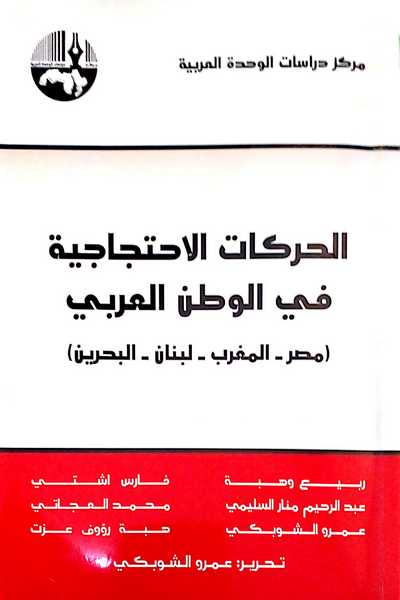 مركز دراسات الوحدة العربية
الحركات الاحتجاجية
في الوطن العربي
(مصر - المغرب - لبنان - البحرين)
ربيع وهبة فارس اشتي
عبد الرحيم منار السليمي محمد العجاتي
عمرو الشوبكي هبة رؤوف عزت
تحرير: عمرو الشوبكي